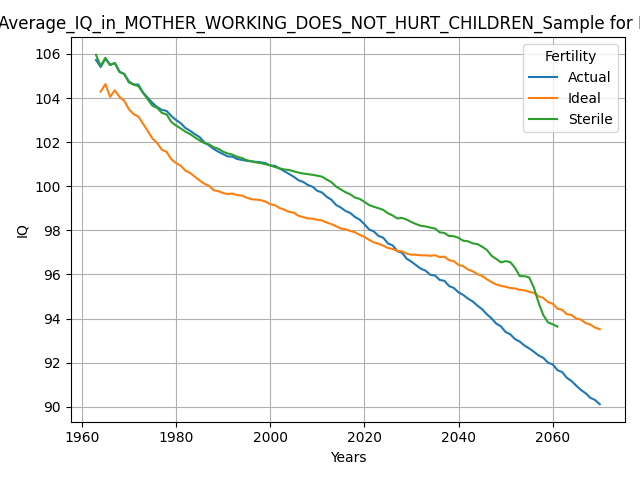 Average_IQ_in_MOTHER_WORKING_DOES_NOT_HURT_CHILDREN_Sample for
106
104
102
100
98
96
94
92
90
IQ
Fertility
Actual
Ideal
Sterile
1960 1980 2000 2020 2040 2060
Years